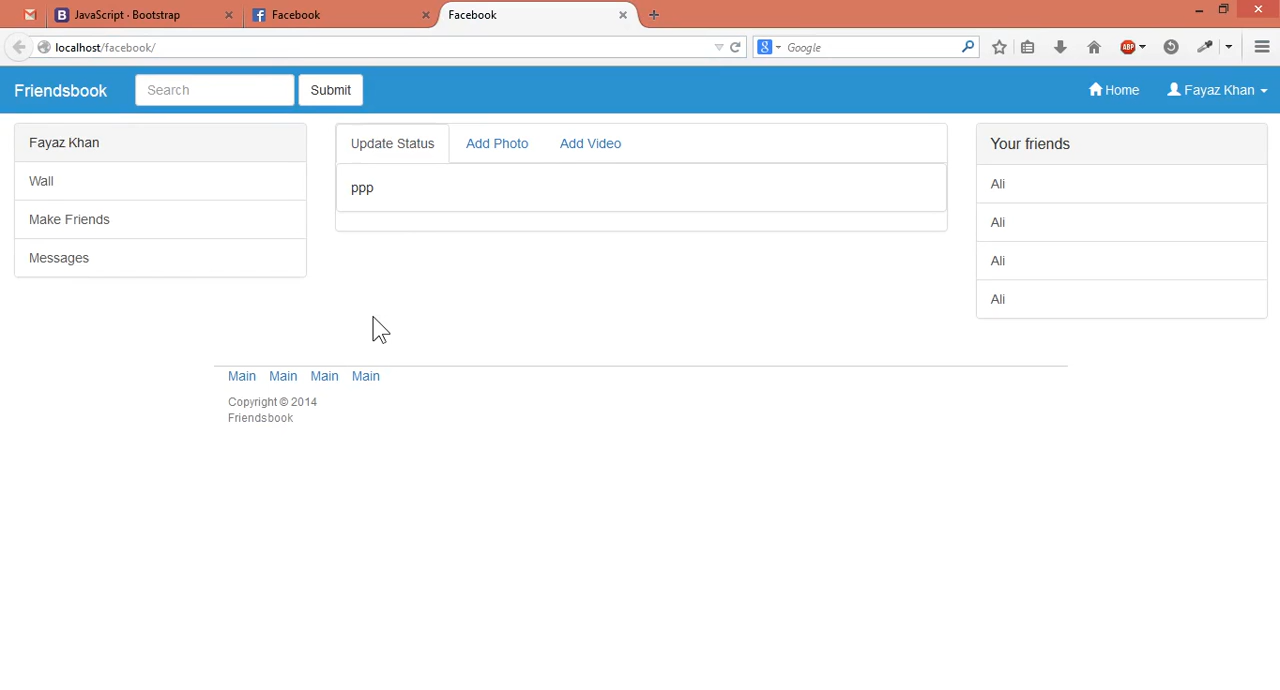 JavaScript · Bootstrap
Facebook
Facebook
localhost/facebook/
Google
ABP
Friendsbook
Search
Submit
Home
Fayaz Khan
Fayaz Khan
Wall
Make Friends
Messages
Update Status
Add Photo
Add Video
ppp
Your friends
Ali
Ali
Ali
Ali
Main Main Main Main
Copyright © 2014
Friendsbook